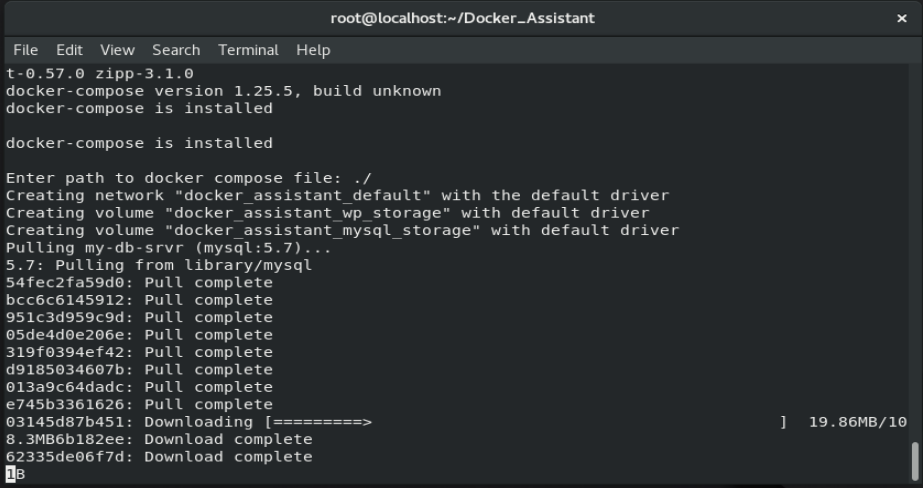 root@localhost:~/Docker_Assistant ×
File Edit View Search Terminal Help
t-0.57.0 zipp-3.1.0
docker-compose version 1.25.5, build unknown
docker-compose is installed

docker-compose is installed

Enter path to docker compose file: ./
Creating network "docker_assistant_default" with the default driver
Creating volume "docker_assistant_wp_storage" with default driver
Creating volume "docker_assistant_mysql_storage" with default driver
Pulling my-db-srvr (mysql:5.7)...
5.7: Pulling from library/mysql
54fec2fa59d0: Pull complete
bcc6c6145912: Pull complete
951c3d959c9d: Pull complete
05de4d0e206e: Pull complete
319f0394ef42: Pull complete
d9185034607b: Pull complete
013a9c64dadc: Pull complete
e745b3361626: Pull complete
03145d87b451: Downloading [=========>                                         ]  19.86MB/10
8.3MB6b182ee: Download complete
62335de06f7d: Download complete
1B